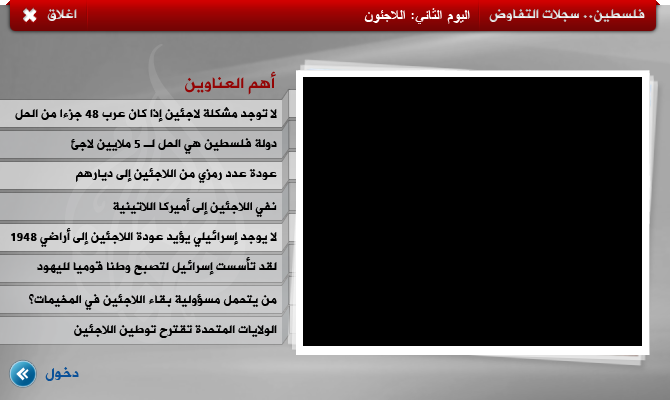 فلسطين.. سجلات التفاوض
اليوم الثاني: اللاجئون
اغلاق
أهم العناوين
لا توجد مشكلة لاجئين إذا كان عرب 48 جزءا من الحل
دولة فلسطين هي الحل لـ 5 ملايين لاجئ
عودة عدد رمزي من اللاجئين إلى ديارهم
نفي اللاجئين إلى أميركا اللاتينية
لا يوجد إسرائيلي يؤيد عودة اللاجئين إلى أراضي 1948
لقد تأسست إسرائيل لتصبح وطنا قوميا لليهود
من يتحمل مسؤولية بقاء اللاجئين في المخيمات؟
الولايات المتحدة تقترح توطين اللاجئين
دخول